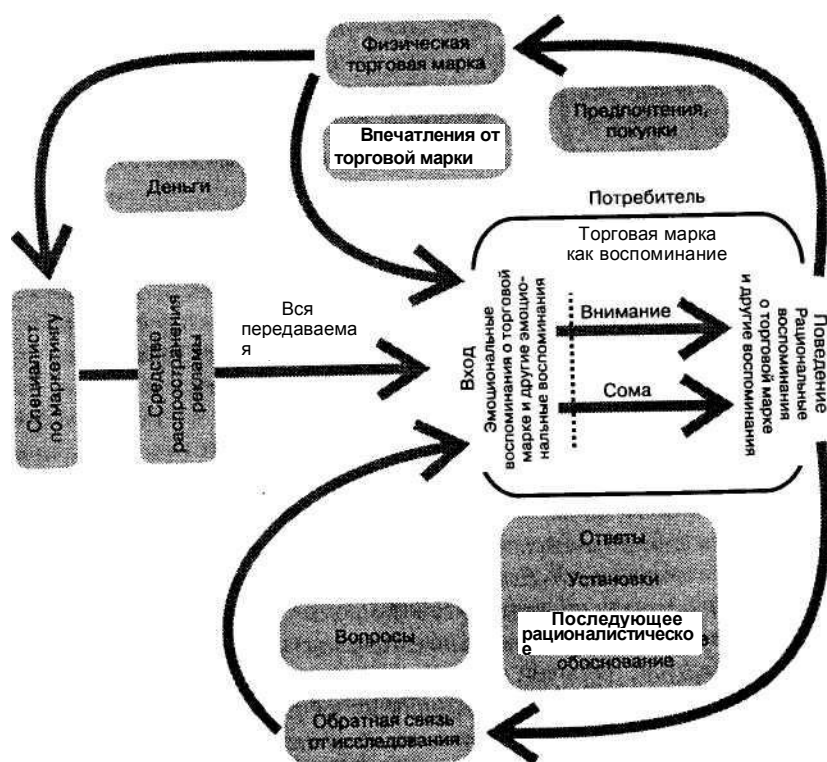 Физическая
торговая марка
Предпочтения,
покупки
Впечатления от
торговой марки
Деньги
Потребитель
Торговая марка
как воспоминание
Специалист
по маркетингу
Средство
распространения
рекламы
Вся
передаваема
я
Вход
Эмоциональные
воспоминания о торговой
марке и другие эмоцио-
нальные воспоминания
Внимание
Сома
Рациональные
воспоминания
о торговой марке
и другие воспоминания
Поведение
Ответы
Установки
Последующее
рационалистическо
е
обоснование
Вопросы
Обратная связь
от исследования